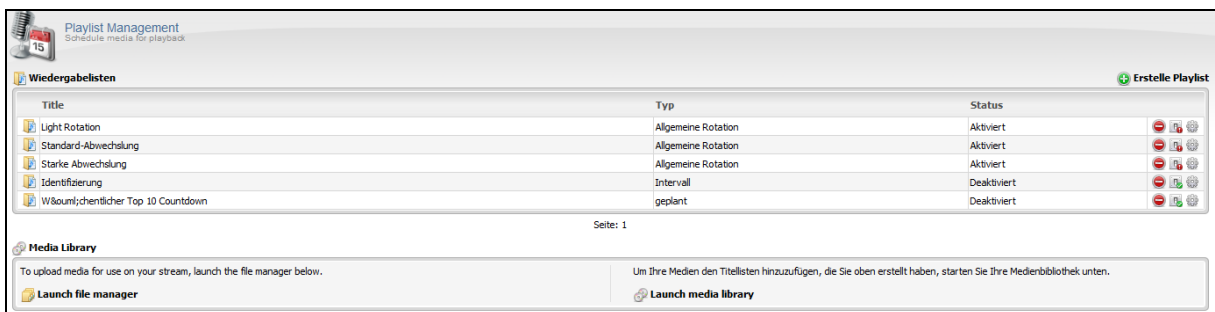 Playlist Management
Schedule media for playback
15
Wiedergabelisten Erstelle Playlist
Title Typ Status
Light Rotation Allgemeine Rotation Aktiviert
Standard-Abwechslung Allgemeine Rotation Aktiviert
Starke Abwechslung Allgemeine Rotation Aktiviert
Identifizierung Intervall Deaktiviert
W&ouml;chentlicher Top 10 Countdown geplant Deaktiviert
Seite: 1
Media Library
To upload media for use on your stream, launch the file manager below. Um Ihre Medien den Titellisten hinzuzufügen, die Sie oben erstellt haben, starten Sie Ihre Medienbibliothek unten.
Launch file manager Launch media library